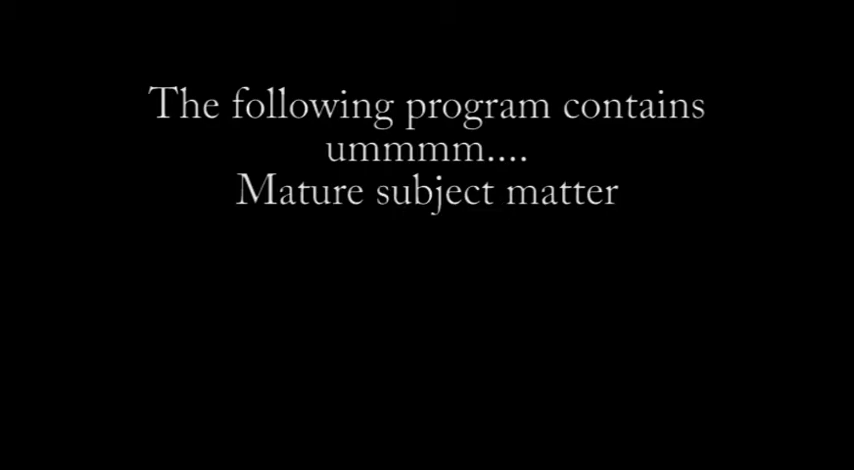 The following program contains
ummmm....
Mature subject matter